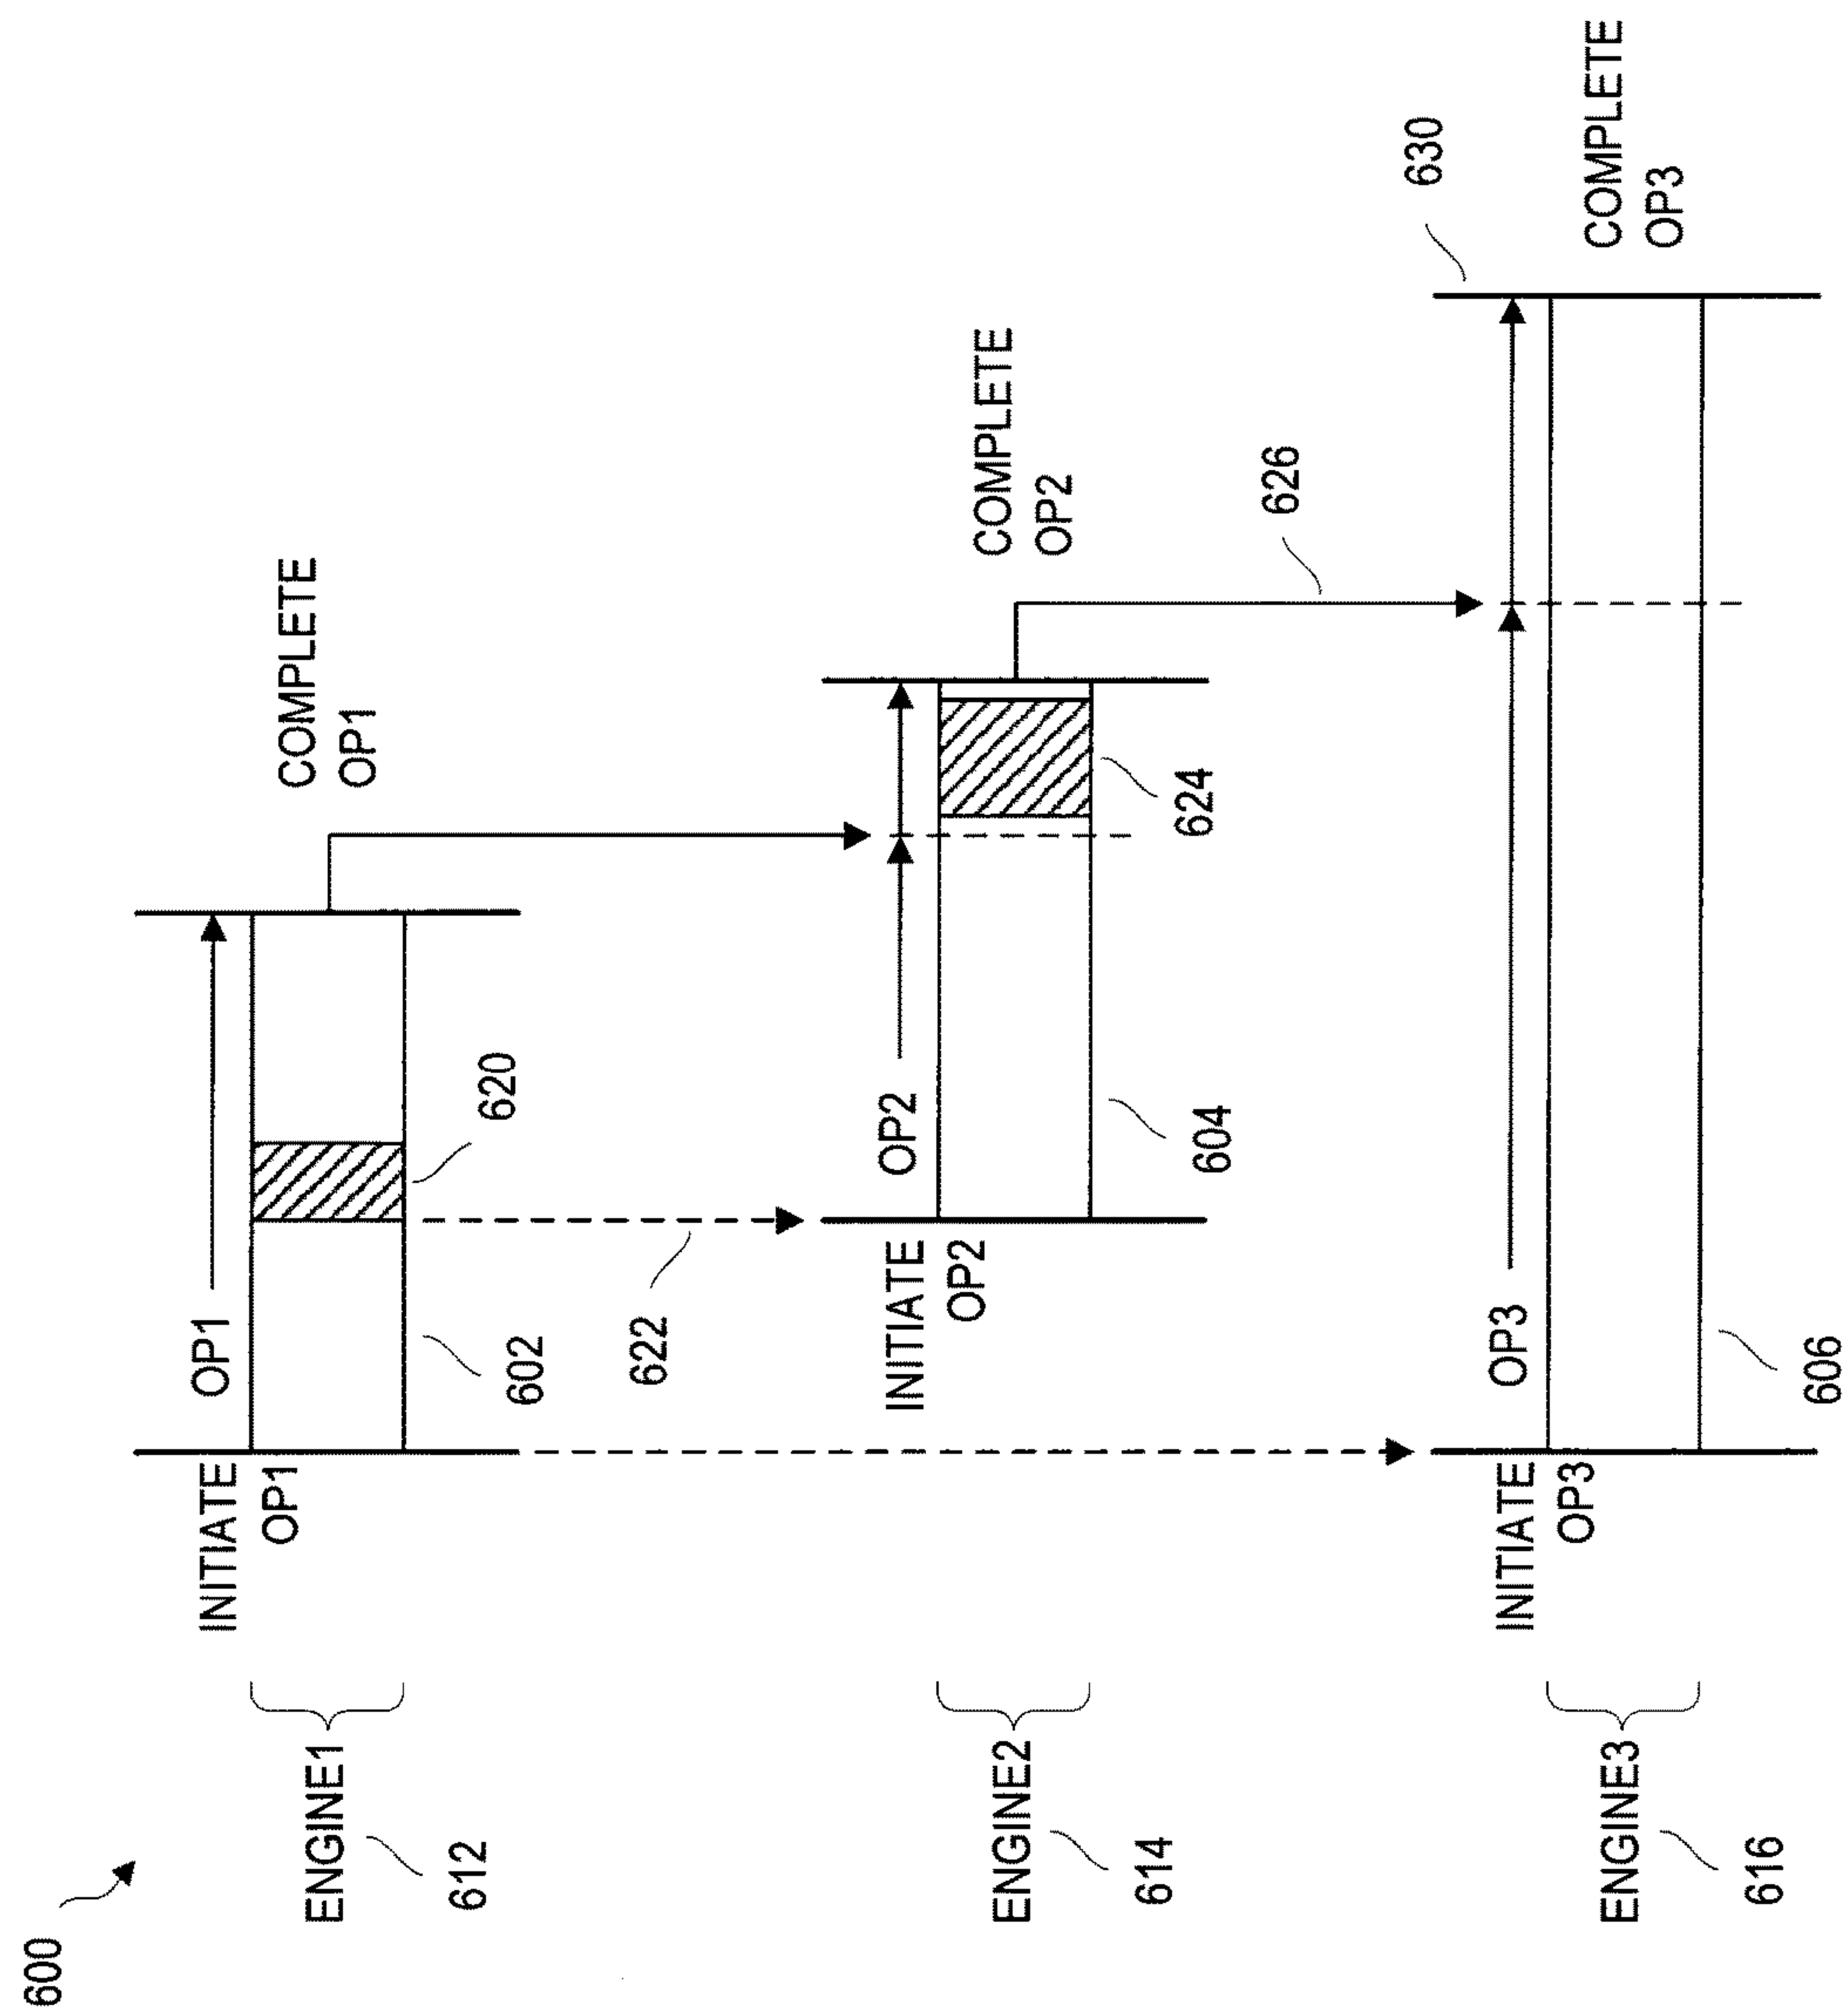 600
ENGINE1
612
INITIATE
OP1
OP1
602
620
COMPLETE
OP1
622
ENGINE2
614
INITIATE
OP2
OP2
604
624
COMPLETE
OP2
626
ENGINE3
616
INITIATE
OP3
OP3
606
630
COMPLETE
OP3